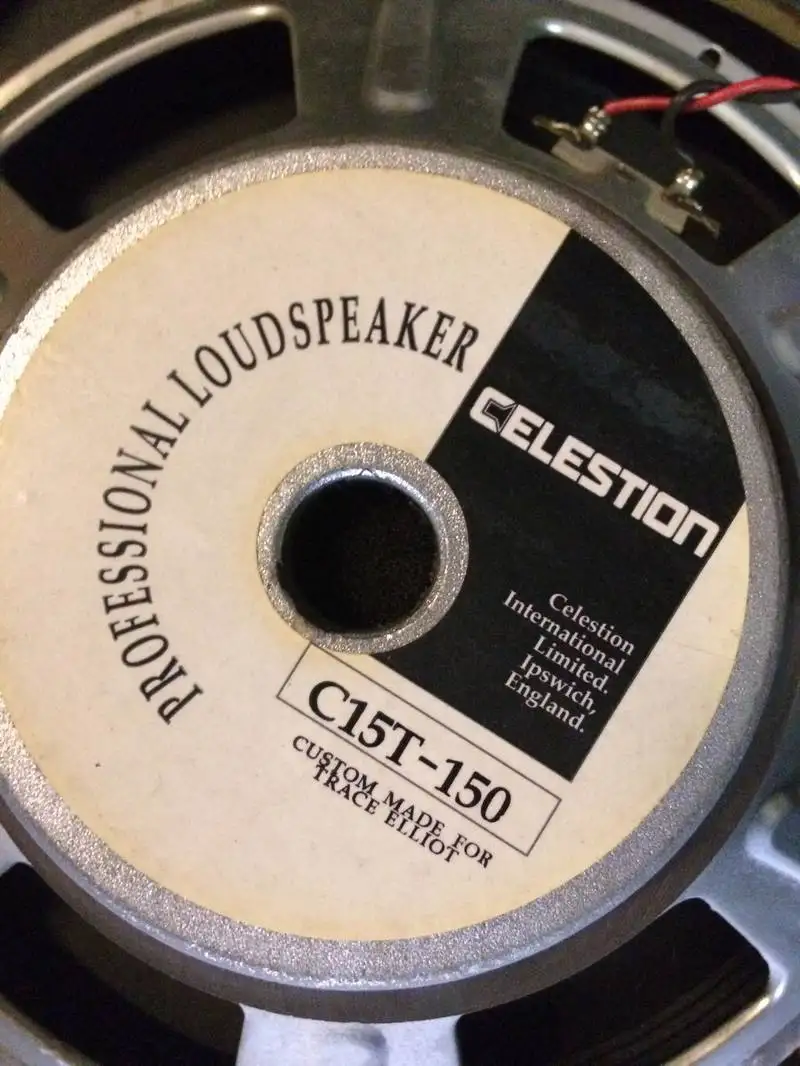 PROFESSIONAL LOUDSPEAKER
CELESTION
Celestion
International
Limited.
Ipswich,
England.
C15T-150
CUSTOM MADE FOR
TRACE ELLIOT